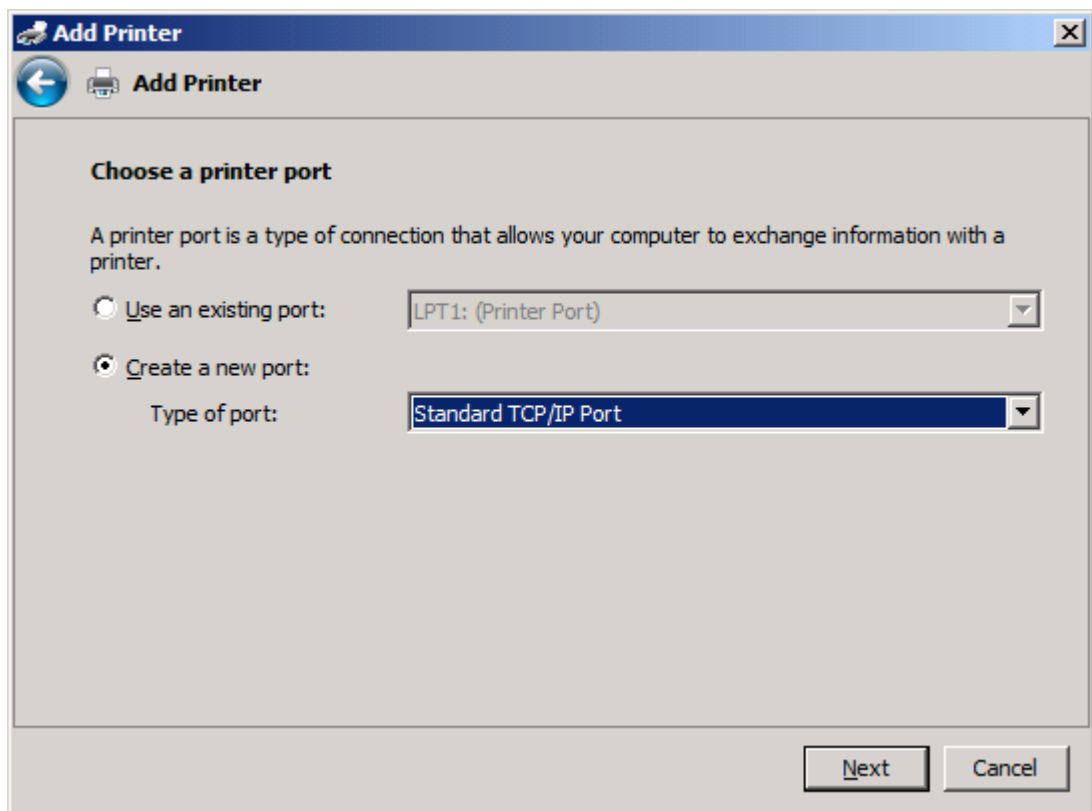 Add Printer
Add Printer
Choose a printer port
A printer port is a type of connection that allows your computer to exchange information with a
printer.
Use an existing port: LPT1: (Printer Port)
Create a new port:
Type of port: Standard TCP/IP Port
Next Cancel